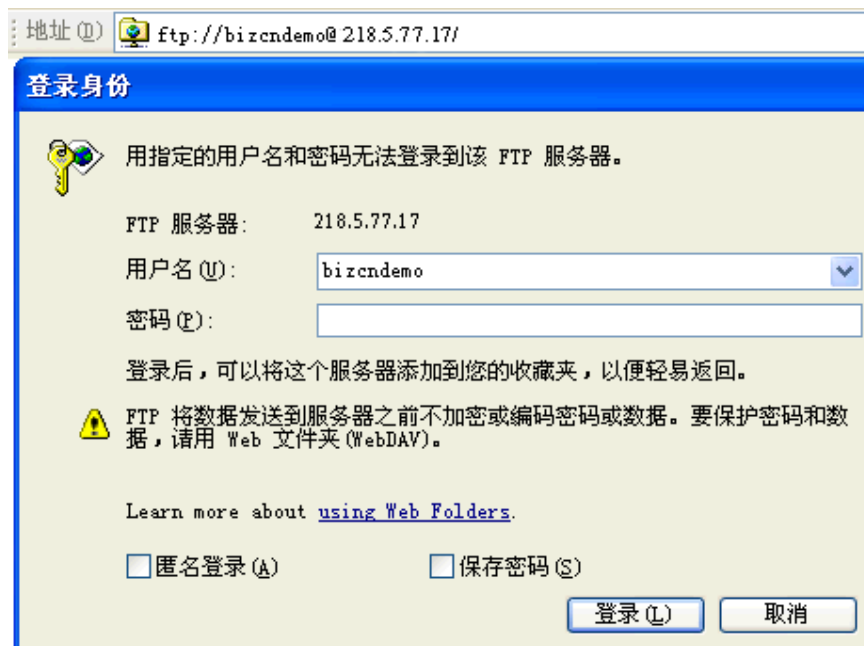 地址(D) ftp://bizcndemo@218.5.77.17/
登录身份
用指定的用户名和密码无法登录到该 FTP 服务器。
FTP 服务器: 218.5.77.17
用户名(U): bizcndemo
密码(P):
登录后，可以将这个服务器添加到您的收藏夹，以便轻易返回。
FTP 将数据发送到服务器之前不加密或编码密码或数据。要保护密码和数
据，请用 Web 文件夹(WebDAV)。
Learn more about using Web Folders.
匿名登录(A) 保存密码(S)
登录(L) 取消